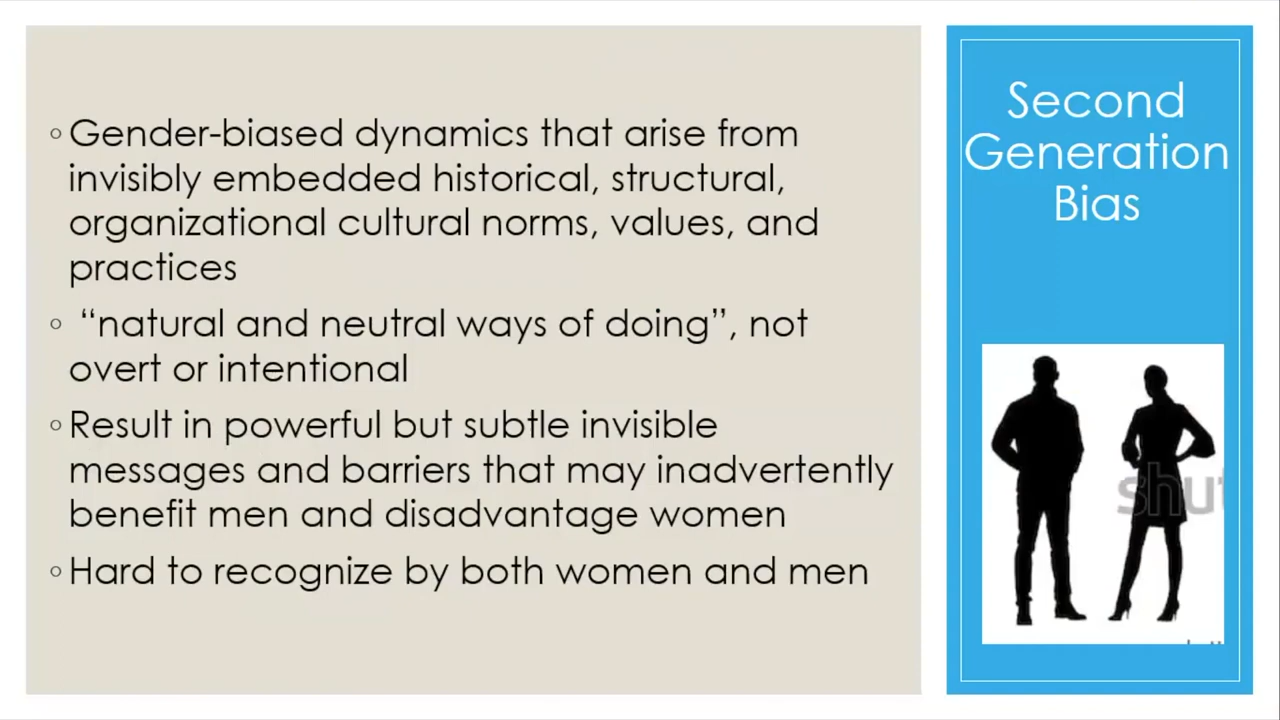 ◦ Gender-biased dynamics that arise from
invisibly embedded historical, structural,
organizational cultural norms, values, and
practices
◦ “natural and neutral ways of doing”, not
overt or intentional
◦ Result in powerful but subtle invisible
messages and barriers that may inadvertently
benefit men and disadvantage women
◦ Hard to recognize by both women and men
Second
Generation
Bias
shut